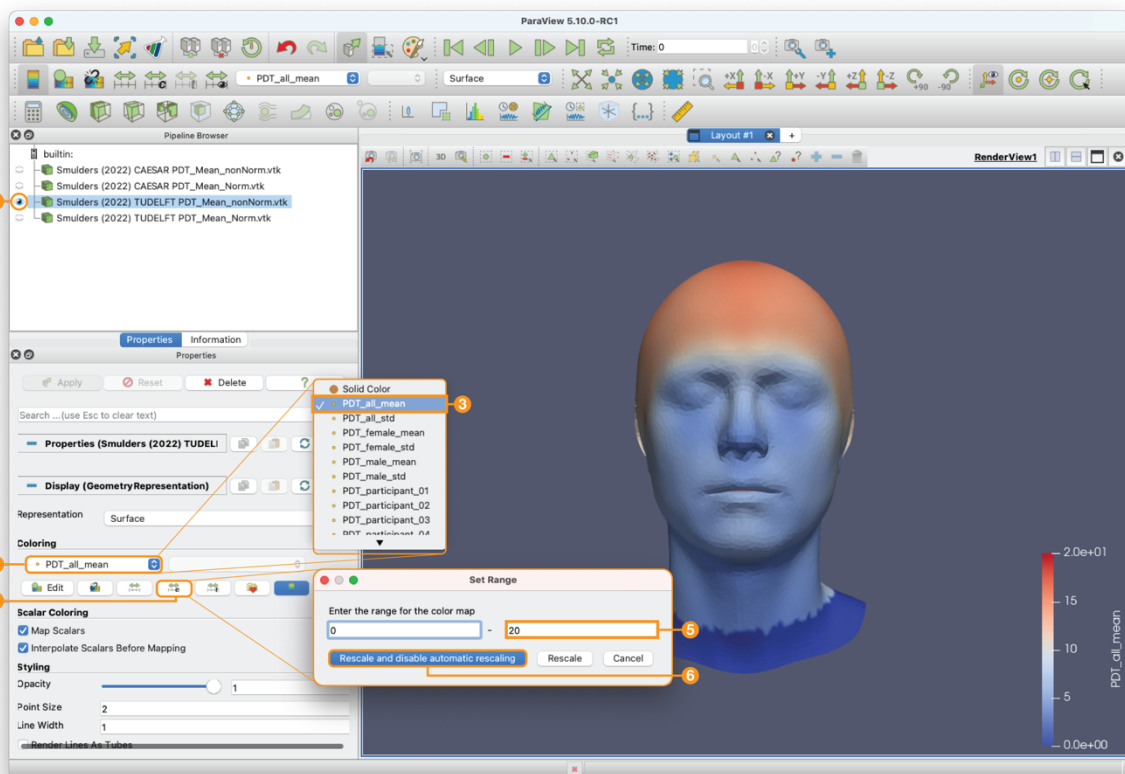 ParaView 5.10.0-RC1
Time: 0
0
PDT_all_mean
Surface
+X
-X
+Y
-Y
+Z
-Z
+90
-90
Pipeline Browser
Layout #1
+
builtin:
3D
RenderView1
Smulders (2022) CAESAR PDT_Mean_nonNorm.vtk
Smulders (2022) CAESAR PDT_Mean_Norm.vtk
Smulders (2022) TUDELFT PDT_Mean_nonNorm.vtk
Smulders (2022) TUDELFT PDT_Mean_Norm.vtk
Properties
Information
Properties
Apply
Reset
Delete
?
Search ...(use Esc to clear text)
Properties (Smulders (2022) TUDELI
Display (GeometryRepresentation)
Representation
Surface
Coloring
PDT_all_mean
Edit
Scalar Coloring
Map Scalars
Interpolate Scalars Before Mapping
Styling
Opacity
1
Point Size
2
Line Width
1
Render Lines As Tubes
Solid Color
PDT_all_mean
3
PDT_all_std
PDT_female_mean
PDT_female_std
PDT_male_mean
PDT_male_std
PDT_participant_01
PDT_participant_02
PDT_participant_03
PDT_participant_04
Set Range
Enter the range for the color map
0
-
20
5
Rescale and disable automatic rescaling
Rescale
Cancel
6
2.0e+01
15
10
5
0.0e+00
PDT_all_mean